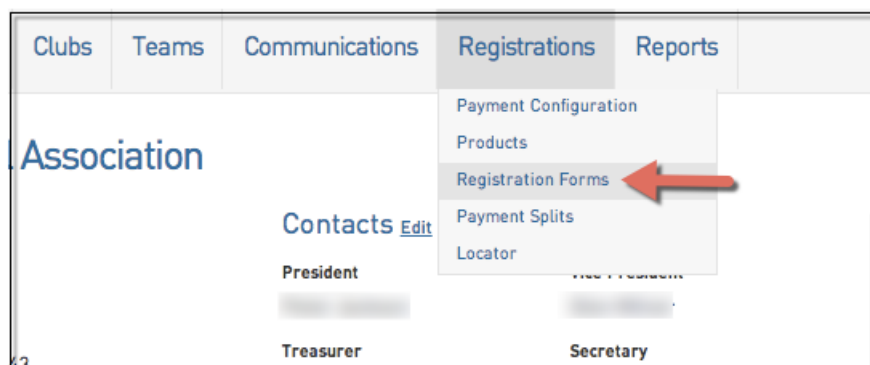 Clubs Teams Communications Registrations Reports
Payment Configuration
Association
Products
Registration Forms
Payment Splits
Contacts Edit
Locator
President
Treasurer Secretary